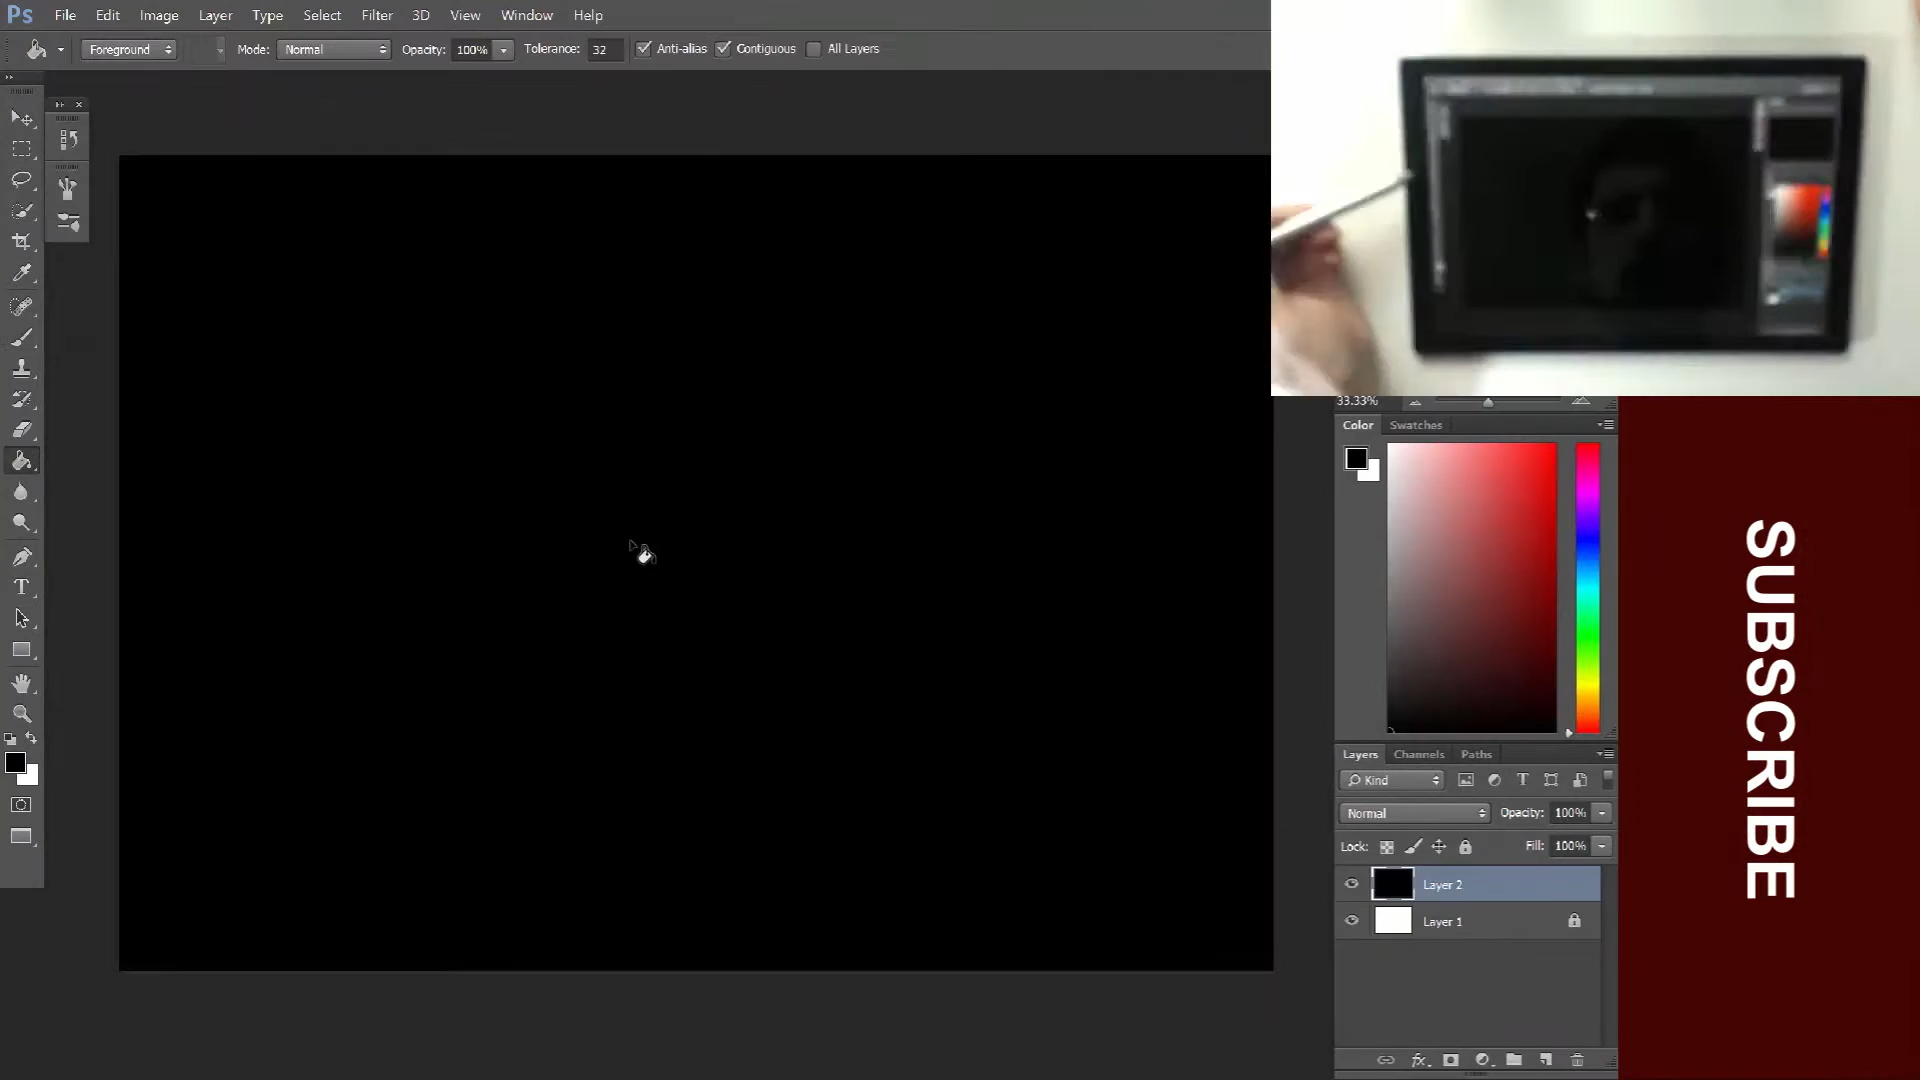 Ps File Edit Image Layer Type Select Filter 3D View Window Help
Foreground Mode: Normal Opacity: 100% Tolerance: 32 Anti-alias Contiguous All Layers
33.33%
Color Swatches
Layers Channels Paths
Kind
Normal Opacity: 100%
Lock: Fill: 100%
Layer 2
Layer 1
SUBSCRIBE